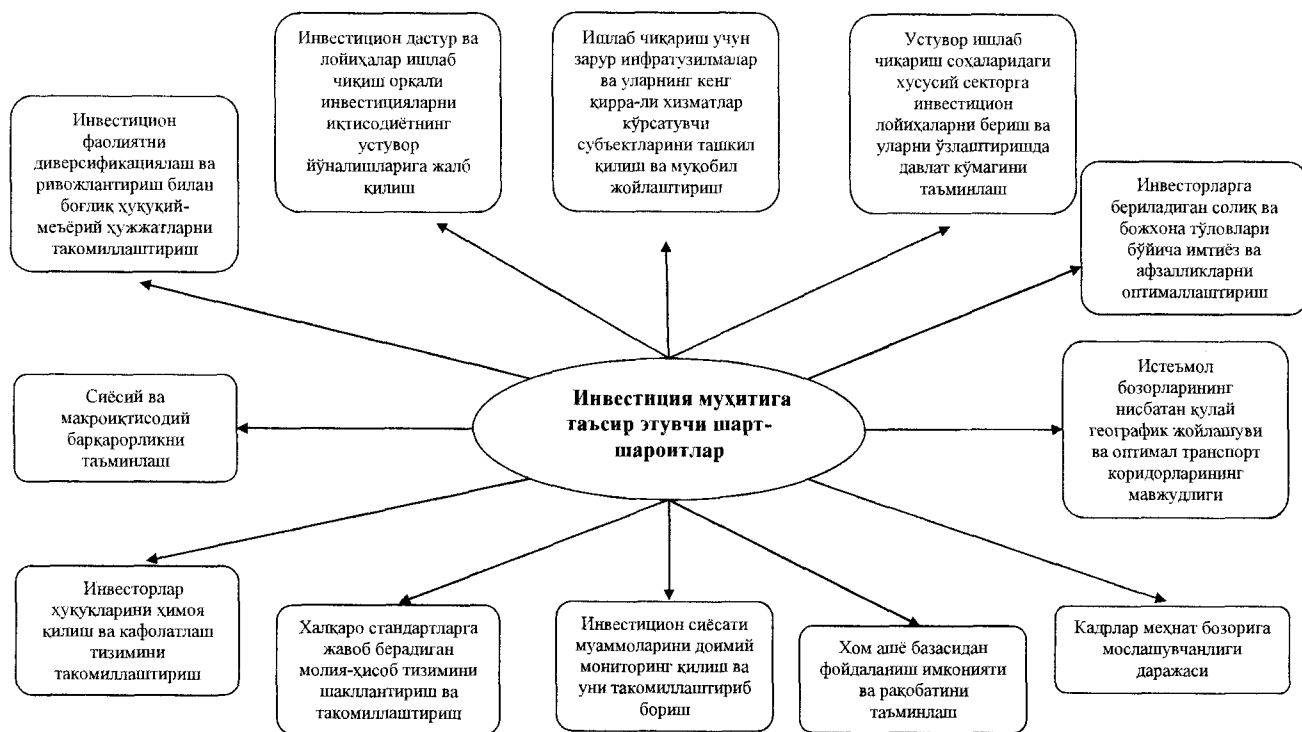 Инвестицион дастур ва
лойиҳалар ишлаб
чиқиш орқали
инвестицияларни
иқтисодиётнинг
устувор
йўналишларига жалб
қилиш
Ишлаб чиқариш учун
зарур инфратузилмалар
ва уларнинг кенг
қирра-ли хизматлар
кўрсатувчи
субъектларини ташкил
қилиш ва муқобил
жойлаштириш
Устувор ишлаб
чиқариш соҳаларидаги
хусусий секторга
инвестицион
лойиҳаларни бериш ва
уларни ўзлаштиришда
давлат кўмагини
таъминлаш
Инвестицион
фаолиятни
диверсификациялаш ва
ривожлантириш билан
боғлиқ ҳуқуқий-
меъёрий ҳужжатларни
такомиллаштириш
Инвесторларга
бериладиган солиқ ва
божхона тўловлари
бўйича имтиёз ва
афзалликларни
оптималлаштириш
Сиёсий ва
макроиқтисодий
барқарорликни
таъминлаш
Инвестиция муҳитига
таъсир этувчи шарт-
шароитлар
Истеъмол
бозорларининг
нисбатан қулай
географик жойлашуви
ва оптимал транспорт
коридорларининг
мавжудлиги
Инвесторлар
ҳуқуқларини ҳимоя
қилиш ва кафолатлаш
тизимини
такомиллаштириш
Халқаро стандартларга
жавоб берадиган
молия-ҳисоб тизимини
шакллантириш ва
такомиллаштириш
Инвестицион сиёсати
муаммоларини доимий
мониторинг қилиш ва
уни такомиллаштириб
бориш
Хом ашё базасидан
фойдаланиш имконияти
ва рақобатини
таъминлаш
Кадрлар меҳнат бозорига
мослашувчанлиги
даражаси